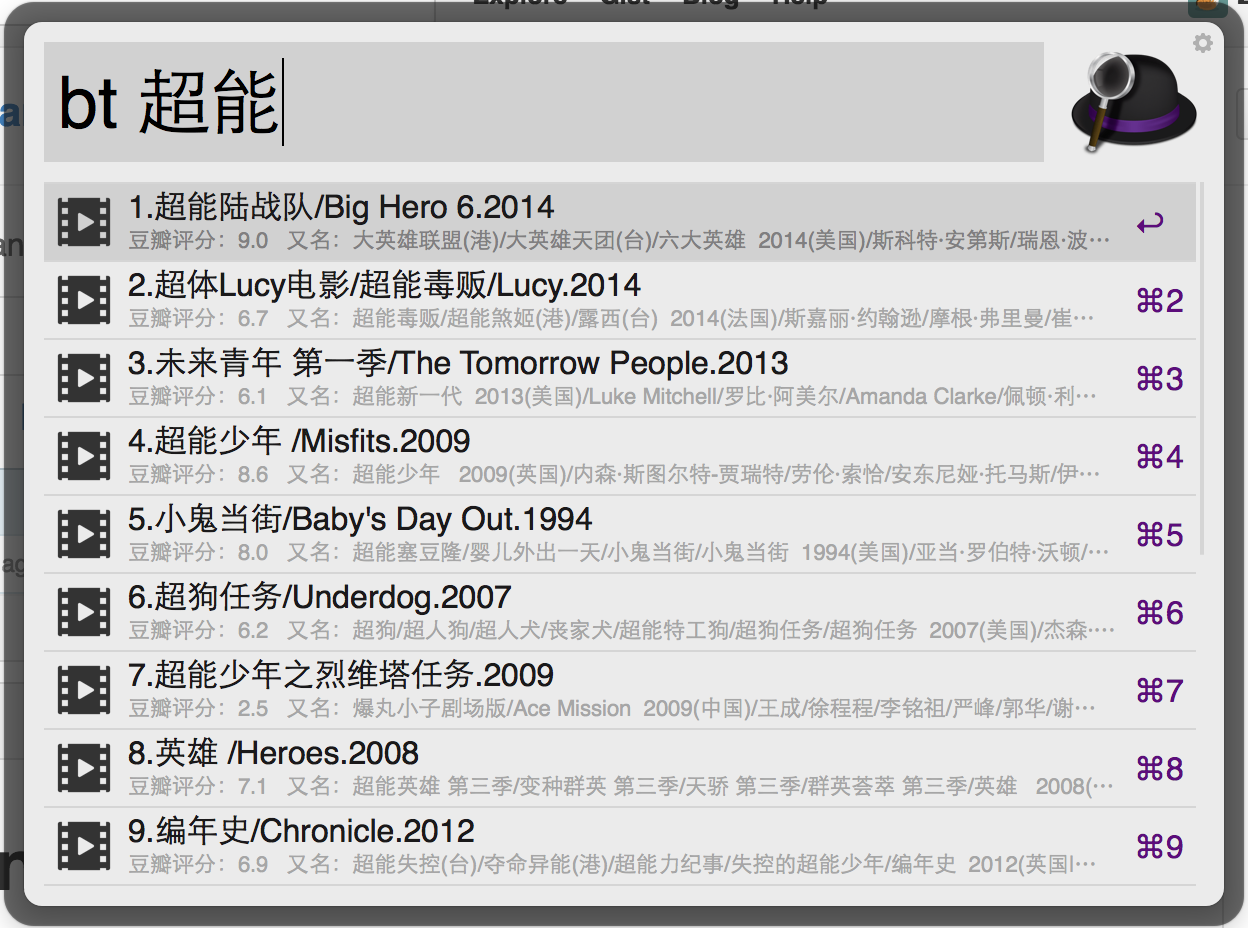 Explore Gist Blog Help
bt 超能
1.超能陆战队/Big Hero 6.2014
豆瓣评分：9.0 又名：大英雄联盟(港)/大英雄天团(台)/六大英雄 2014(美国)/斯科特·安第斯/瑞恩·波…
2.超体Lucy电影/超能毒贩/Lucy.2014
豆瓣评分：6.7 又名：超能毒贩/超能煞姬(港)/露西(台) 2014(法国)/斯嘉丽·约翰逊/摩根·弗里曼/崔…
⌘2
3.未来青年 第一季/The Tomorrow People.2013
豆瓣评分：6.1 又名：超能新一代 2013(美国)/Luke Mitchell/罗比·阿美尔/Amanda Clarke/佩顿·利…
⌘3
4.超能少年 /Misfits.2009
豆瓣评分：8.6 又名：超能少年 2009(英国)/内森·斯图尔特-贾瑞特/劳伦·索恰/安东尼娅·托马斯/伊…
⌘4
5.小鬼当街/Baby's Day Out.1994
豆瓣评分：8.0 又名：超能塞豆隆/婴儿外出一天/小鬼当街/小鬼当街 1994(美国)/亚当·罗伯特·沃顿/…
⌘5
6.超狗任务/Underdog.2007
豆瓣评分：6.2 又名：超狗/超人狗/超人犬/丧家犬/超能特工狗/超狗任务/超狗任务 2007(美国)/杰森·…
⌘6
7.超能少年之烈维塔任务.2009
豆瓣评分：2.5 又名：爆丸小子剧场版/Ace Mission 2009(中国)/王成/徐程程/李铭祖/严峰/郭华/谢…
⌘7
8.英雄 /Heroes.2008
豆瓣评分：7.1 又名：超能英雄 第三季/变种群英 第三季/天骄 第三季/群英荟萃 第三季/英雄 2008(…
⌘8
9.编年史/Chronicle.2012
豆瓣评分：6.9 又名：超能失控(台)/夺命异能(港)/超能力纪事/失控的超能少年/编年史 2012(英国|…
⌘9